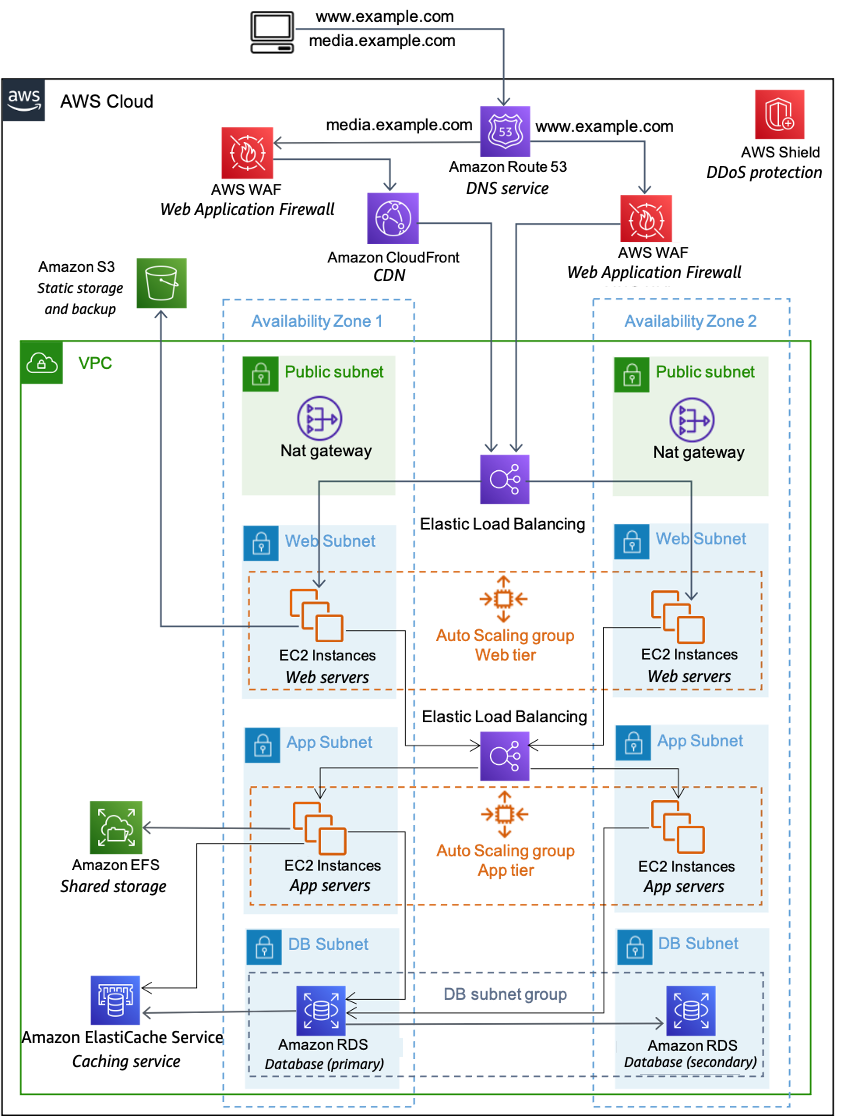 www.example.com
media.example.com
aws
AWS Cloud
media.example.com
53
www.example.com
Amazon Route 53
DNS service
AWS Shield
DDoS protection
AWS WAF
Web Application Firewall
Amazon CloudFront
CDN
AWS WAF
Web Application Firewall
Amazon S3
Static storage
and backup
Availability Zone 1
Availability Zone 2
VPC
Public subnet
Nat gateway
Public subnet
Nat gateway
Elastic Load Balancing
Web Subnet
Web Subnet
EC2 Instances
Web servers
Auto Scaling group
Web tier
EC2 Instances
Web servers
Elastic Load Balancing
App Subnet
App Subnet
Amazon EFS
Shared storage
EC2 Instances
App servers
Auto Scaling group
App tier
EC2 Instances
App servers
DB Subnet
DB Subnet
DB subnet group
Amazon ElastiCache Service
Caching service
Amazon RDS
Database (primary)
Amazon RDS
Database (secondary)